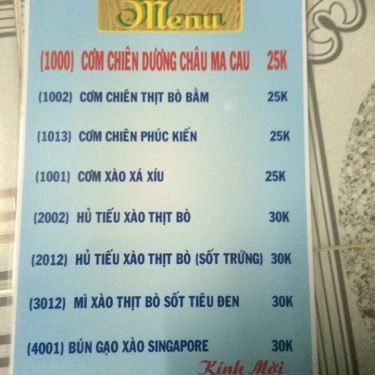 Menu
(1000) CƠM CHIÊN DƯƠNG CHÂU MA CAU 25K
(1002) CƠM CHIÊN THỊT BÒ BẰM 25K
(1013) CƠM CHIÊN PHÚC KIẾN 25K
(1001) CƠM XÀO XÁ XÍU 25K
(2002) HỦ TIẾU XÀO THỊT BÒ 30K
(2012) HỦ TIẾU XÀO THỊT BÒ (SỐT TRỨNG) 30K
(3012) MÌ XÀO THỊT BÒ SỐT TIÊU ĐEN 30K
(4001) BÚN GẠO XÀO SINGAPORE 30K
Kính Mời